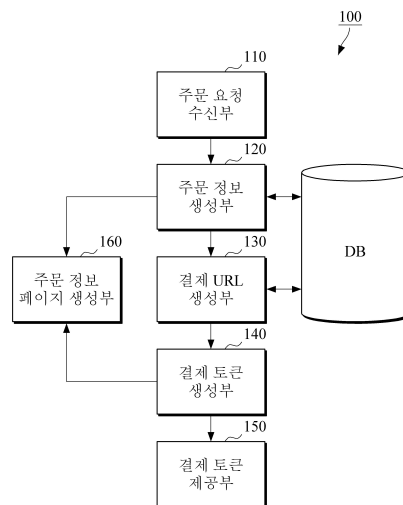 100
110
주문 요청
수신부
120
주문 정보
생성부
DB
160
주문 정보
페이지 생성부
130
결제 URL
생성부
140
결제 토큰
생성부
150
결제 토큰
제공부